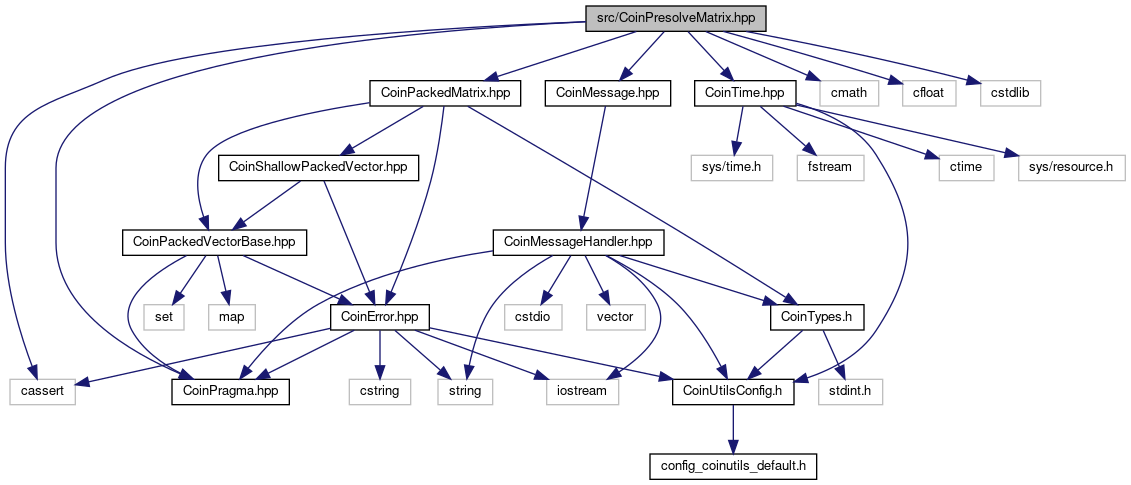 src/CoinPresolveMatrix.hpp
CoinPackedMatrix.hpp
CoinMessage.hpp
CoinTime.hpp
cmath
cfloat
cstdlib
CoinShallowPackedVector.hpp
sys/time.h
fstream
ctime
sys/resource.h
CoinPackedVectorBase.hpp
CoinMessageHandler.hpp
set
map
CoinError.hpp
cstdio
vector
CoinTypes.h
cassert
CoinPragma.hpp
cstring
string
iostream
CoinUtilsConfig.h
stdint.h
config_coinutils_default.h